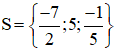 S = { -7/2 ; 5 ; -1/5 }